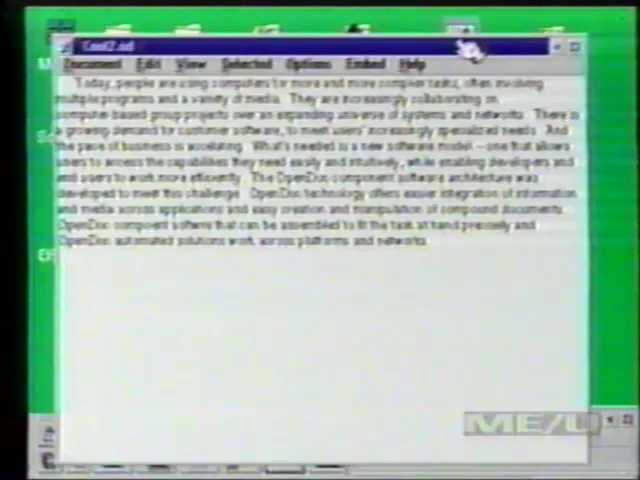 Document Edit View Selected Options Embed Help
Today, people are using computers for more and more complex tasks, often involving
multiple programs and a variety of media. They are increasingly collaborating on
computer-based group projects over an expanding universe of systems and networks. There is
a growing demand for customer software, to meet users' increasingly specialized needs. And
the pace of business is accelating. What's needed is a new software model -- one that allows
users to access the capabilities they need easily and intuitively, while enabling developers and
end users to work more efficiently. The OpenDoc component software architecture was
developed to meet this challenge. OpenDoc technology offers easier integration of information
and media across applications and easy creation and manipulation of compound documents.
OpenDoc component softwre that can be assembled to fit the task at hand precisely and
OpenDoc automated solutions work across platforms and networks.
ME/U